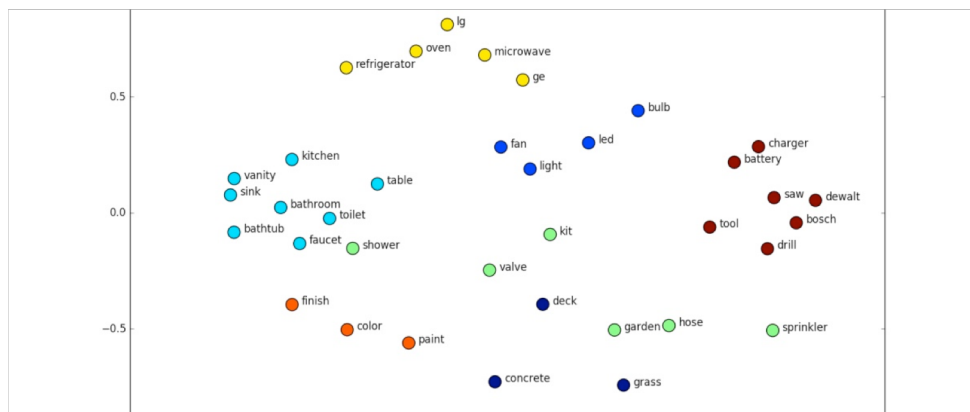 lg
oven
microwave
refrigerator
ge
0.5
bulb
fan
led
light
charger
battery
kitchen
vanity
table
sink
saw
dewalt
bathroom
0.0
toilet
bosch
tool
bathtub
faucet
shower
kit
drill
valve
finish
deck
color
−0.5
garden
hose
sprinkler
paint
concrete
grass